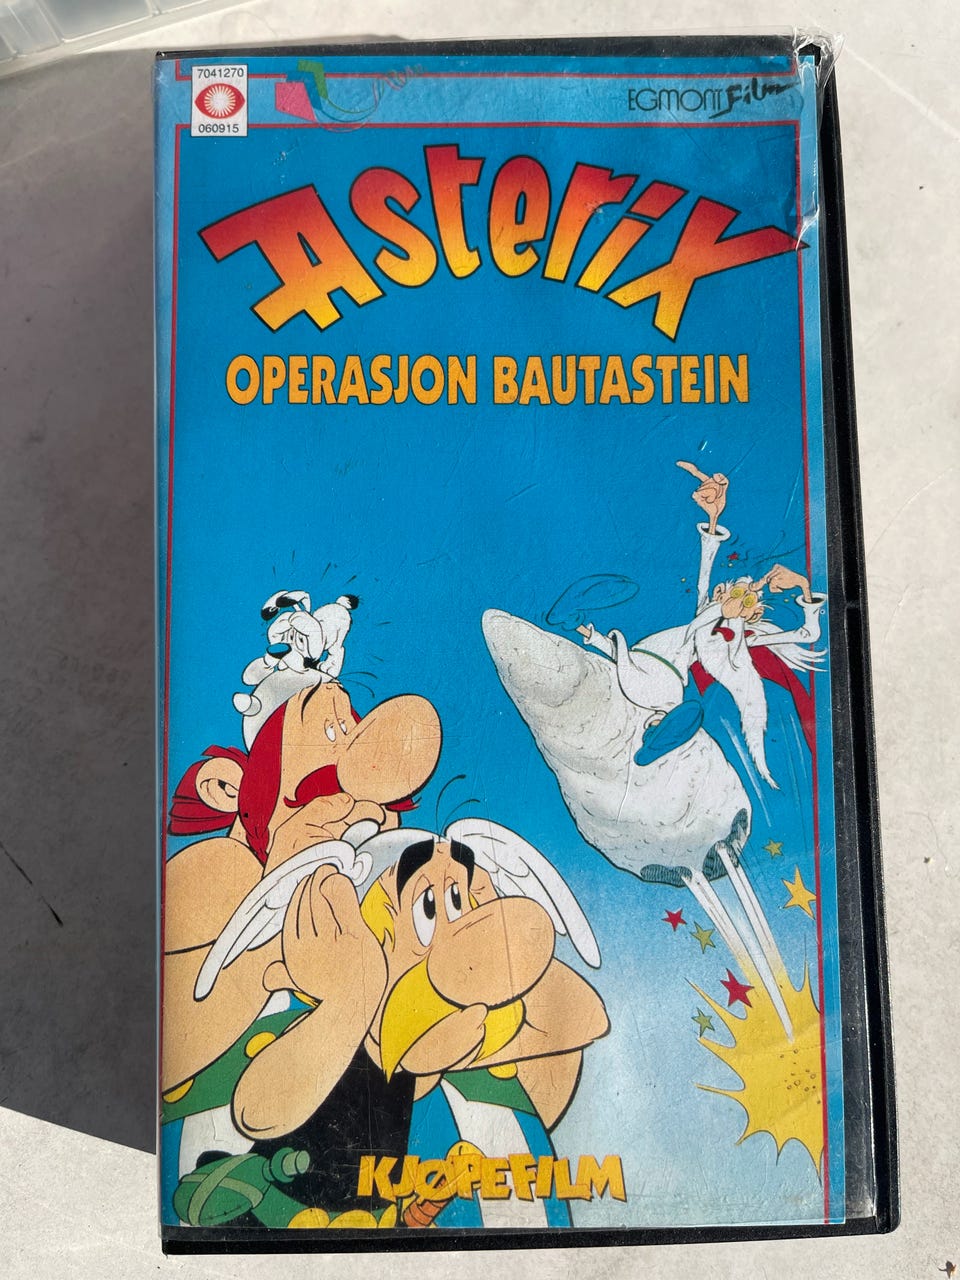 7041270
060915
EGMONT Film
Asterix
OPERASJON BAUTASTEIN
KJØPEFILM